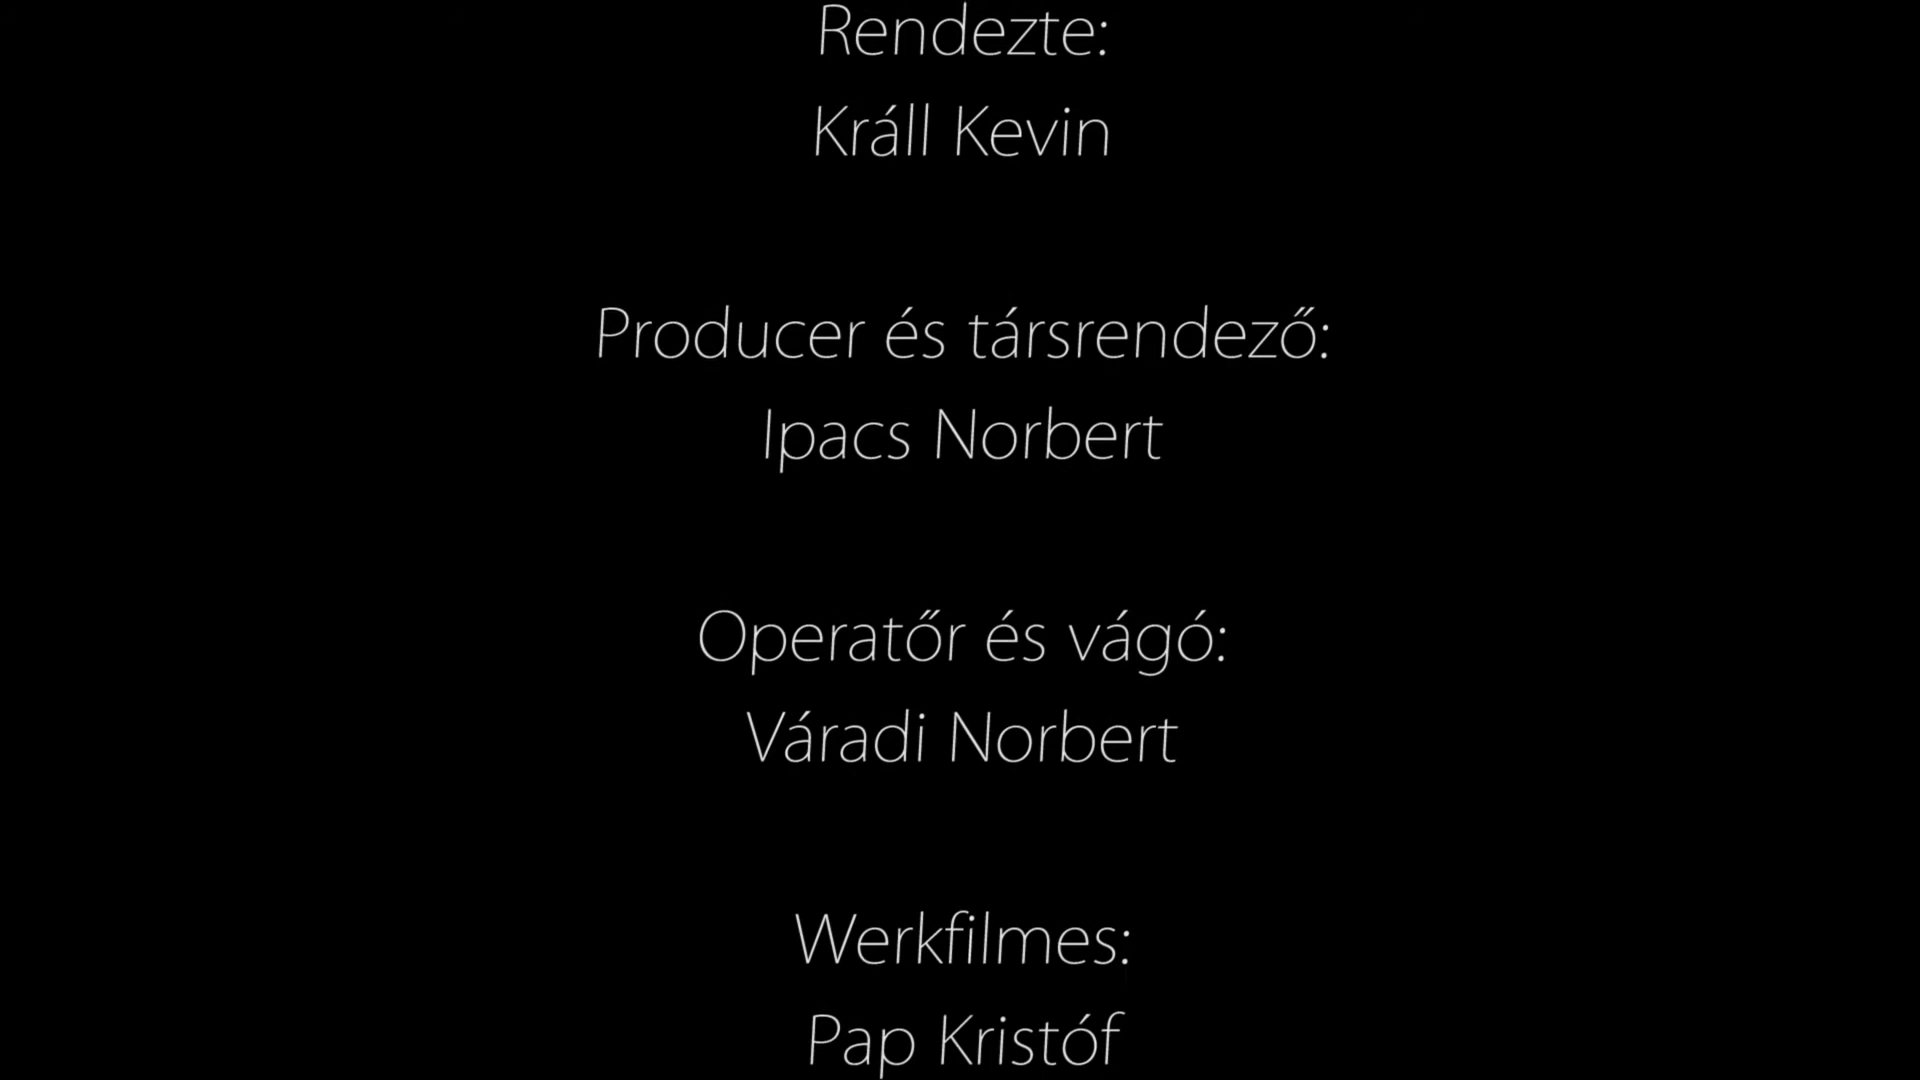 Rendezte:
Králl Kevin
Producer és társrendező:
Ipacs Norbert
Operatőr és vágó:
Váradi Norbert
Werkfilmes:
Pap Kristóf